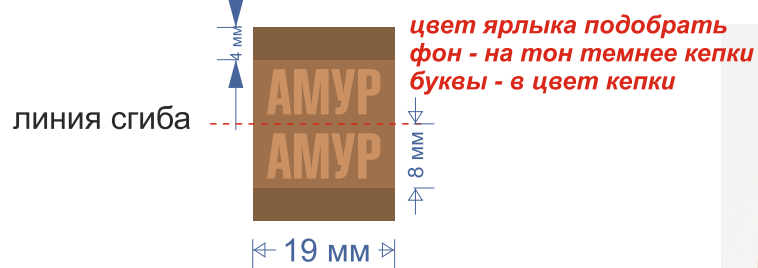 4 мм
цвет ярлыка подобрать
фон - на тон темнее кепки
буквы - в цвет кепки
АМУР
линия сгиба
АМУР
8 мм
19 мм